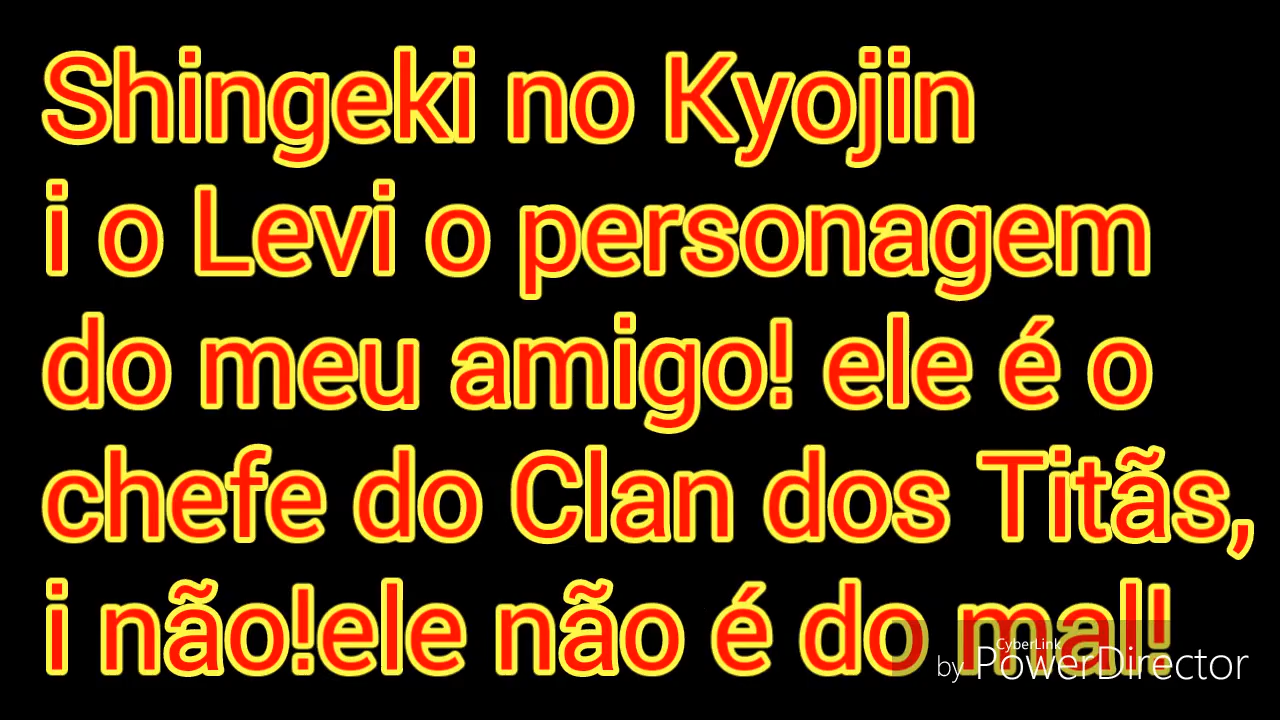 Shingeki no Kyojin
i o Levi o personagem
do meu amigo! ele é o
chefe do Clan dos Titãs,
i não!ele não é do mal!
CyberLink
by PowerDirector